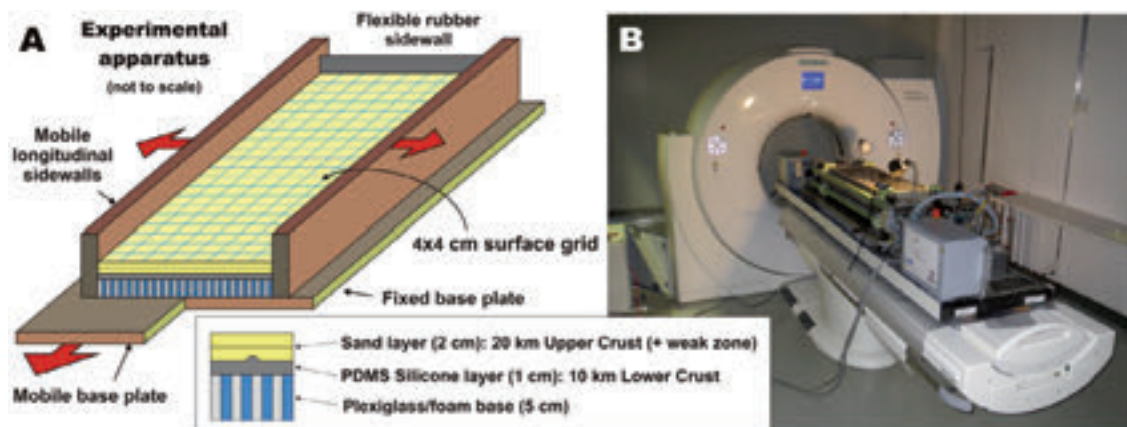 A
Experimental
apparatus
(not to scale)
Flexible rubber
sidewall
Mobile
longitudinal
sidewalls
4x4 cm surface grid
Fixed base plate
Mobile base plate
Sand layer (2 cm): 20 km Upper Crust (+ weak zone)
PDMS Silicone layer (1 cm): 10 km Lower Crust
Plexiglass/foam base (5 cm)
B